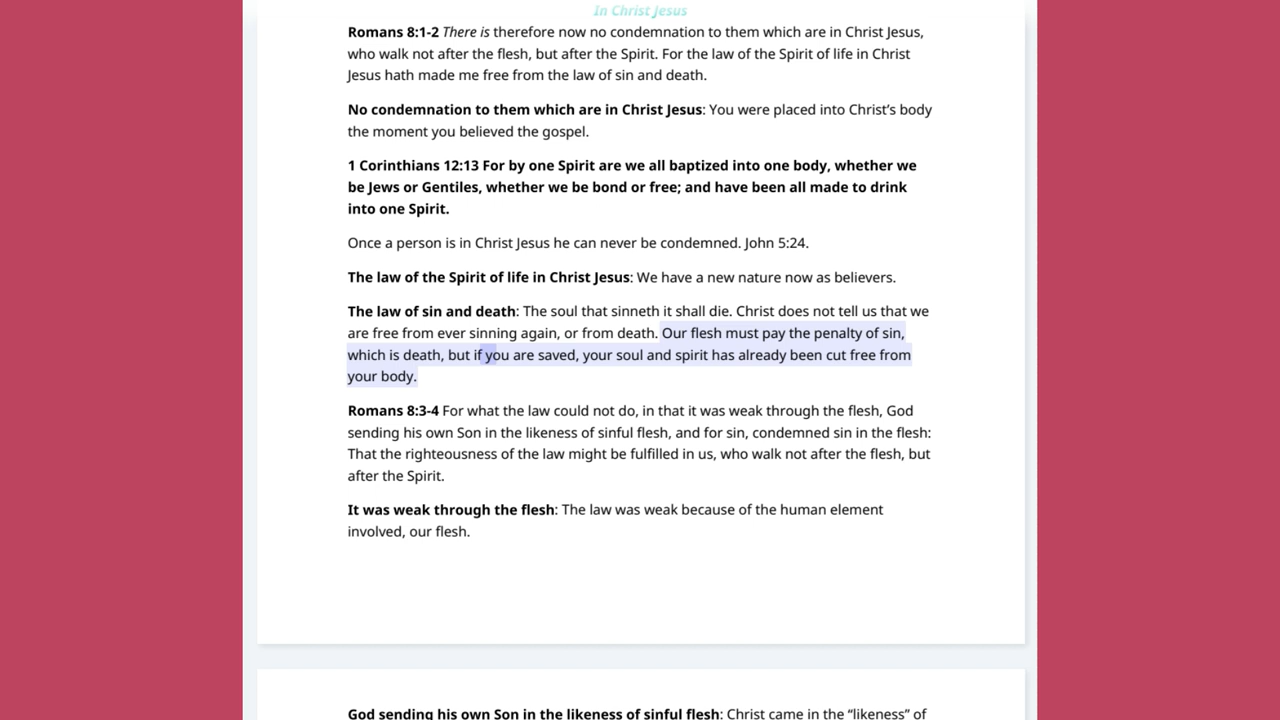 In Christ Jesus
Romans 8:1-2 There is therefore now no condemnation to them which are in Christ Jesus,
who walk not after the flesh, but after the Spirit. For the law of the Spirit of life in Christ
Jesus hath made me free from the law of sin and death.
No condemnation to them which are in Christ Jesus: You were placed into Christ’s body
the moment you believed the gospel.
1 Corinthians 12:13 For by one Spirit are we all baptized into one body, whether we
be Jews or Gentiles, whether we be bond or free; and have been all made to drink
into one Spirit.
Once a person is in Christ Jesus he can never be condemned. John 5:24.
The law of the Spirit of life in Christ Jesus: We have a new nature now as believers.
The law of sin and death: The soul that sinneth it shall die. Christ does not tell us that we
are free from ever sinning again, or from death. Our flesh must pay the penalty of sin,
which is death, but if you are saved, your soul and spirit has already been cut free from
your body.
Romans 8:3-4 For what the law could not do, in that it was weak through the flesh, God
sending his own Son in the likeness of sinful flesh, and for sin, condemned sin in the flesh:
That the righteousness of the law might be fulfilled in us, who walk not after the flesh, but
after the Spirit.
It was weak through the flesh: The law was weak because of the human element
involved, our flesh.
God sending his own Son in the likeness of sinful flesh: Christ came in the “likeness” of